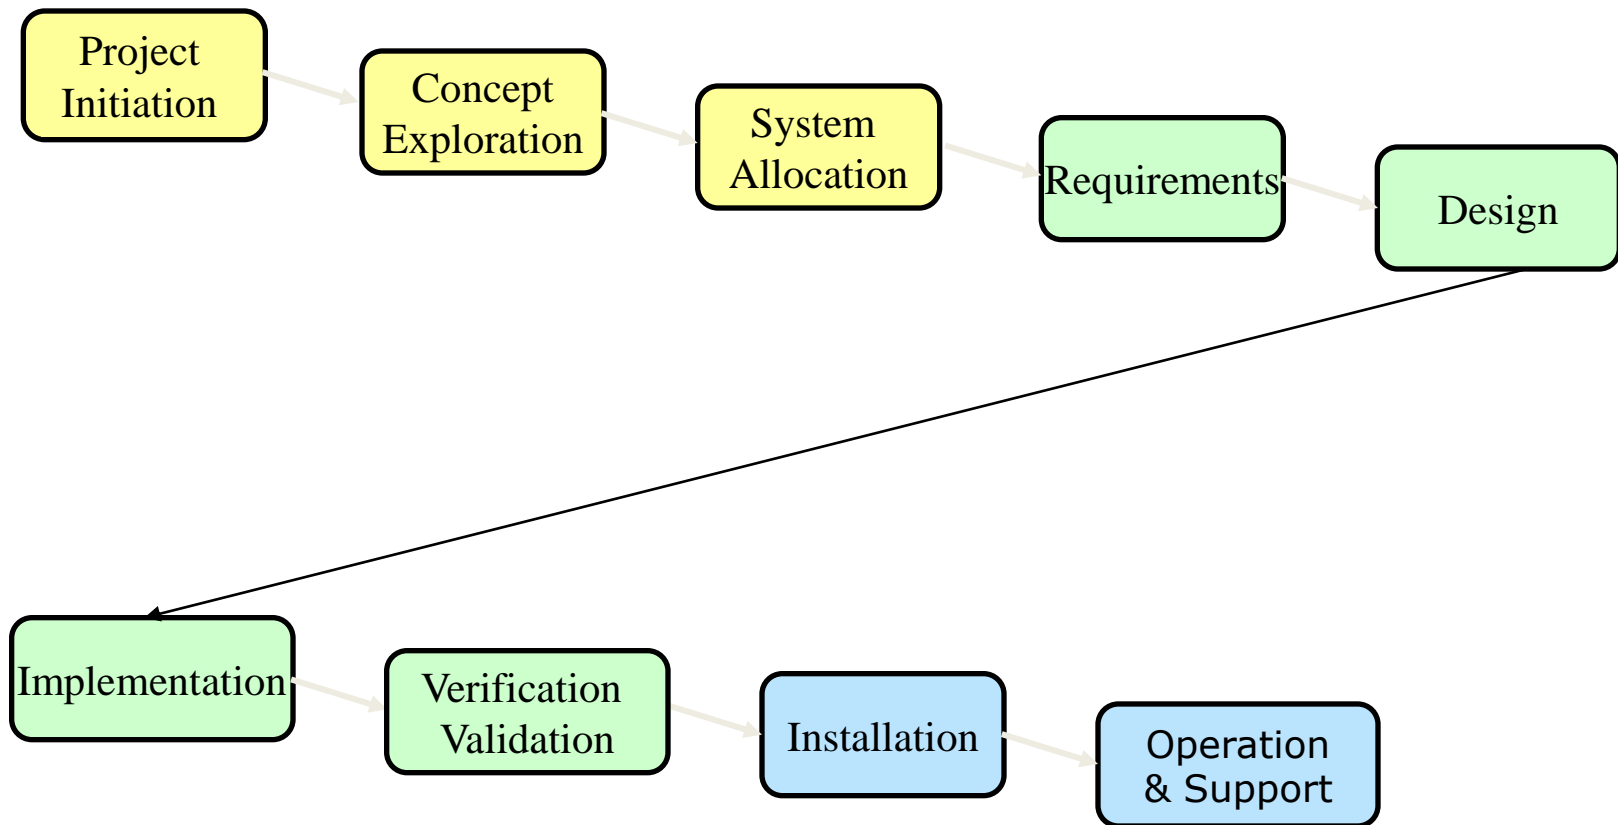 Project
Initiation
Concept
Exploration
System
Allocation
Requirements
Design
Implementation
Verification
Validation
Installation
Operation
& Support